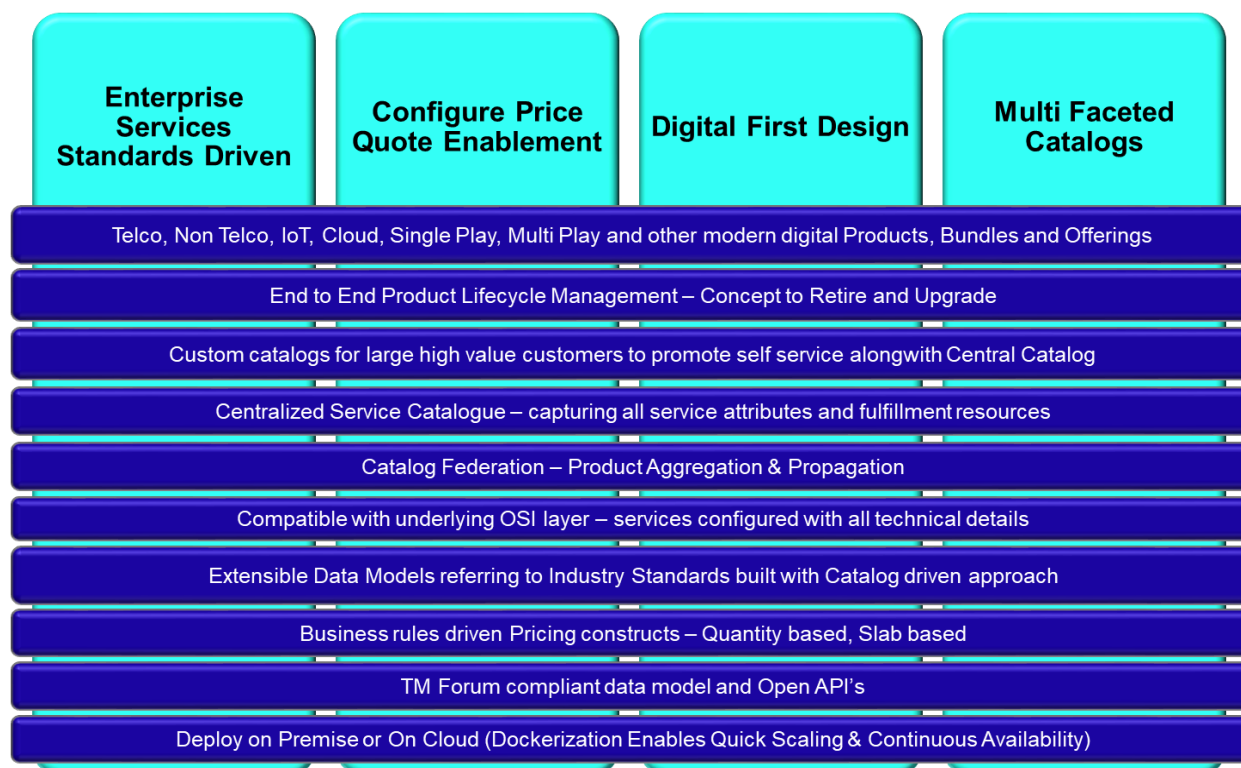 Enterprise
Services
Standards Driven
Configure Price
Quote Enablement
Digital First Design
Multi Faceted
Catalogs
Telco, Non Telco, IoT, Cloud, Single Play, Multi Play and other modern digital Products, Bundles and Offerings
End to End Product Lifecycle Management – Concept to Retire and Upgrade
Custom catalogs for large high value customers to promote self service alongwith Central Catalog
Centralized Service Catalogue – capturing all service attributes and fulfillment resources
Catalog Federation – Product Aggregation & Propagation
Compatible with underlying OSI layer – services configured with all technical details
Extensible Data Models referring to Industry Standards built with Catalog driven approach
Business rules driven Pricing constructs – Quantity based, Slab based
TM Forum compliant data model and Open API's
Deploy on Premise or On Cloud (Dockerization Enables Quick Scaling & Continuous Availability)